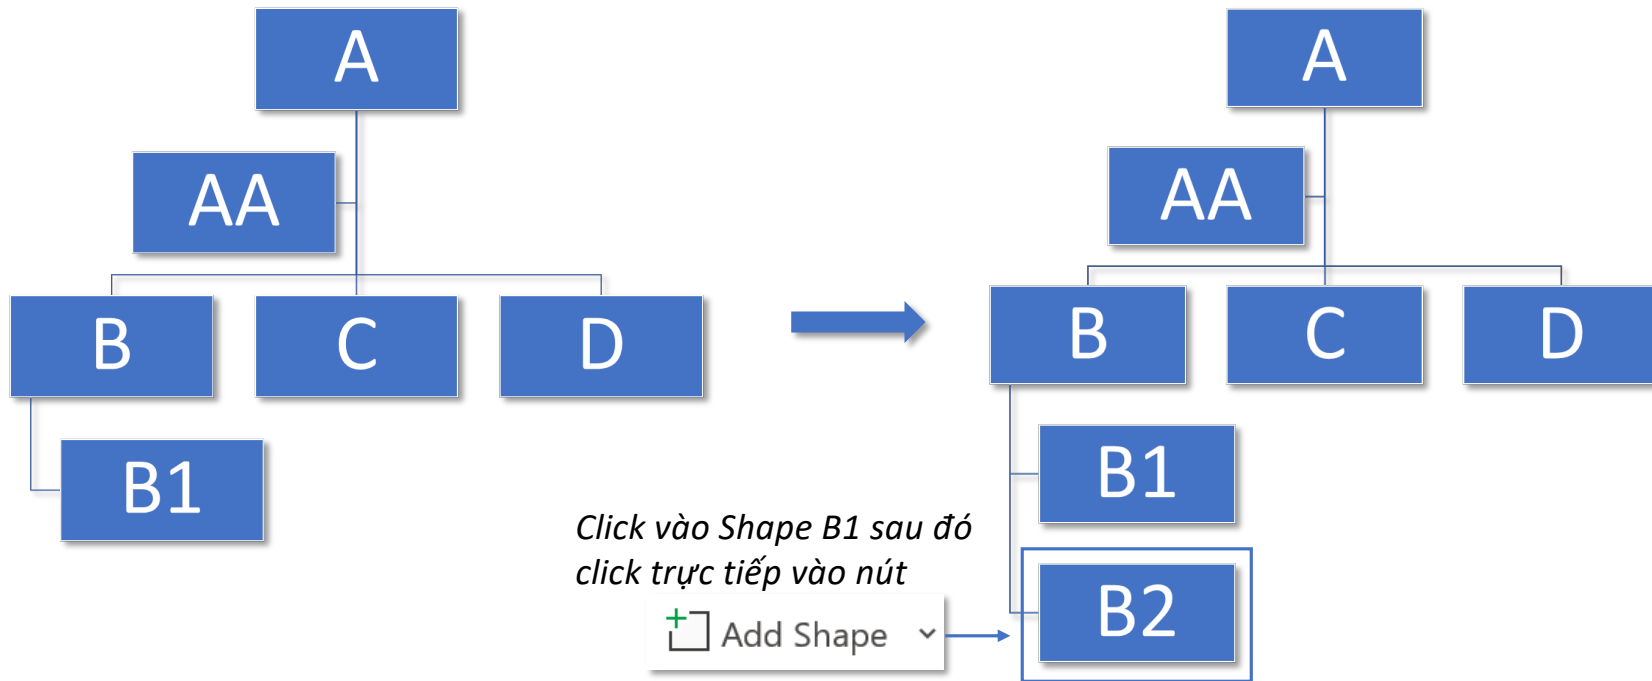 A
AA
B
C
D
B1
Click vào Shape B1 sau đó
click trực tiếp vào nút
Add Shape
A
AA
B
C
D
B1
B2